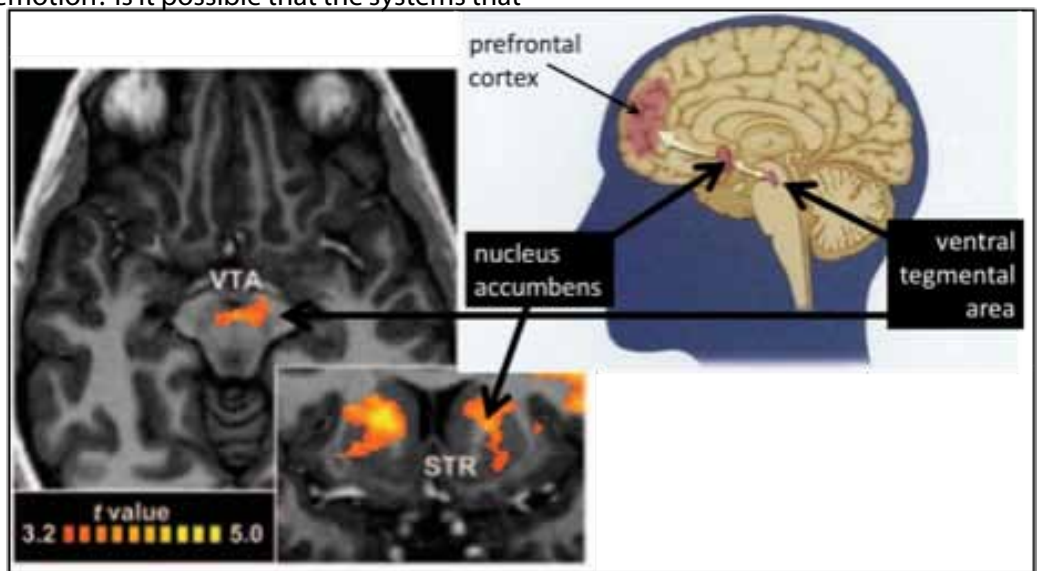 emotion? Is it possible that the systems that
prefrontal
cortex
nucleus
accumbens
ventral
tegmental
area
VTA
STR
t value
3.2
5.0